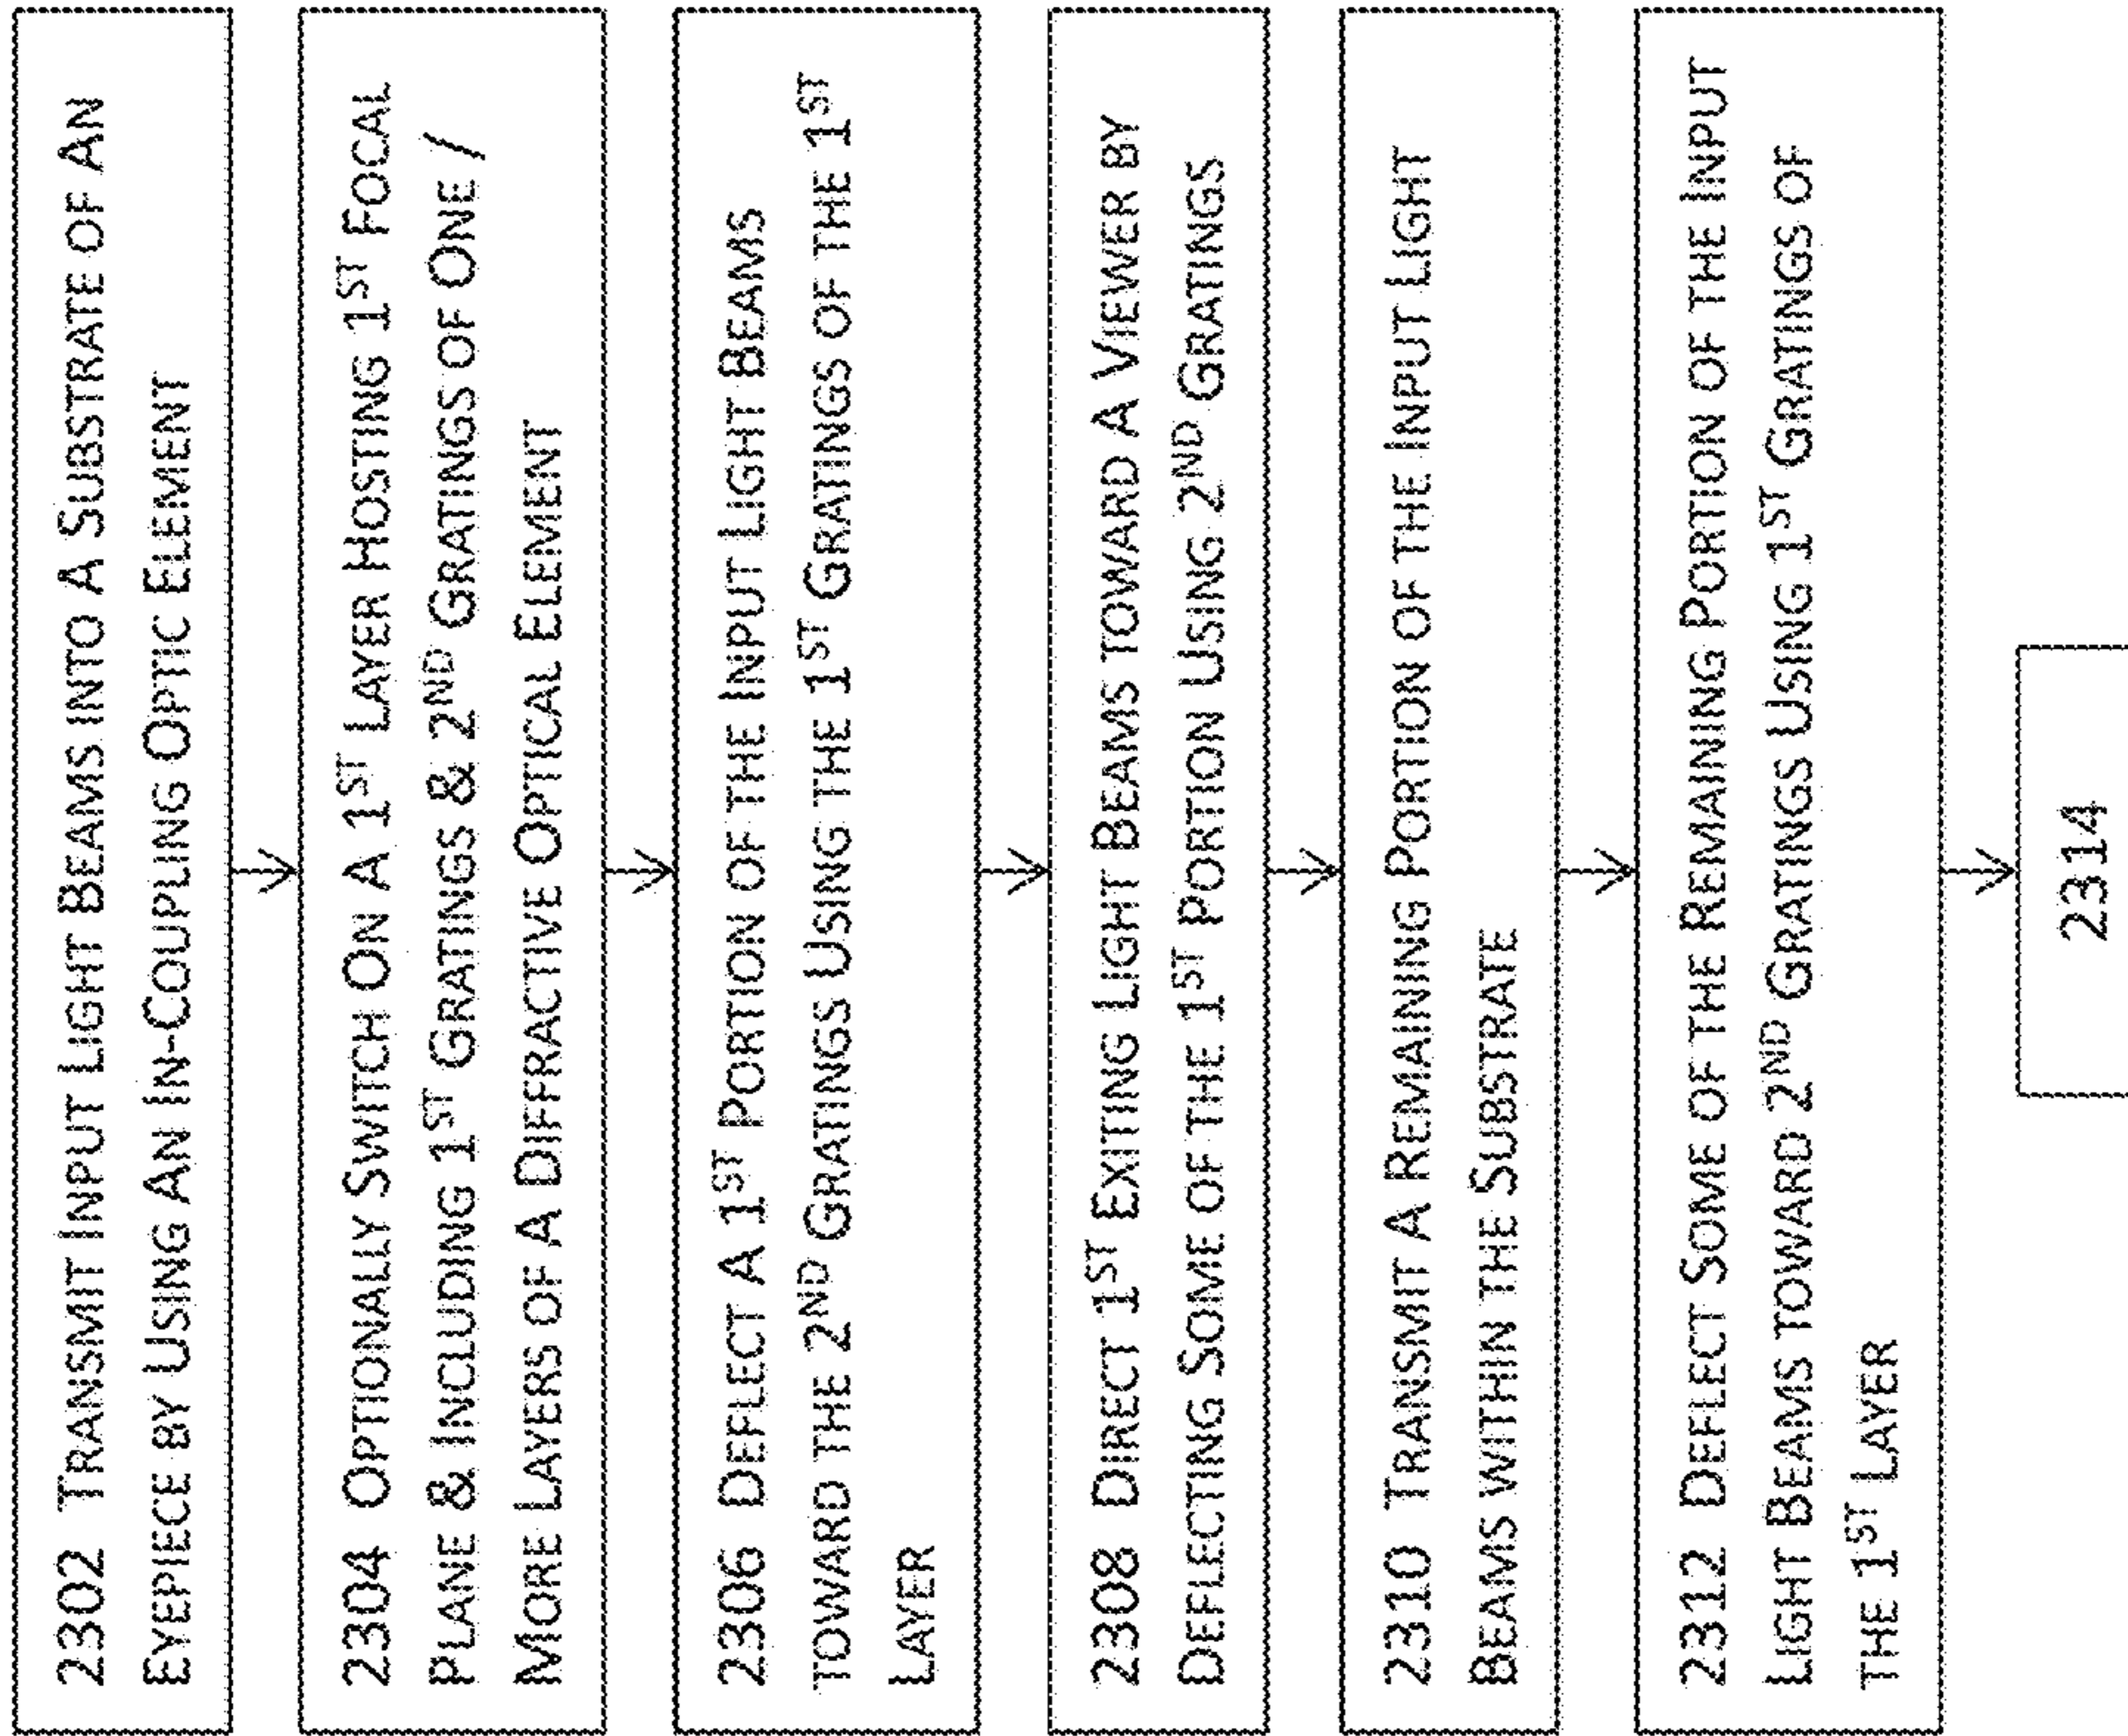 2302 TRANSMIT INPUT LIGHT BEAMS INTO A SUBSTRATE OF AN
EYEPIECE BY USING AN IN-COUPLING OPTIC ELEMENT
2304 OPTIONALLY SWITCH ON A 1ST LAYER HOSTING 1ST FOCAL
PLANE & INCLUDING 1ST GRATINGS & 2ND GRATINGS OF ONE /
MORE LAYERS OF A DIFFRACTIVE OPTICAL ELEMENT
2306 DEFLECT A 1ST PORTION OF THE INPUT LIGHT BEAMS
TOWARD THE 2ND GRATINGS USING THE 1ST GRATINGS OF THE 1ST
LAYER
2308 DIRECT 1ST EXITING LIGHT BEAMS TOWARD A VIEWER BY
DEFLECTING SOME OF THE 1ST PORTION USING 2ND GRATINGS
2310 TRANSMIT A REMAINING PORTION OF THE INPUT LIGHT
BEAMS WITHIN THE SUBSTRATE
2312 DEFLECT SOME OF THE REMAINING PORTION OF THE INPUT
LIGHT BEAMS TOWARD 2ND GRATINGS USING 1ST GRATINGS OF
THE 1ST LAYER
2314